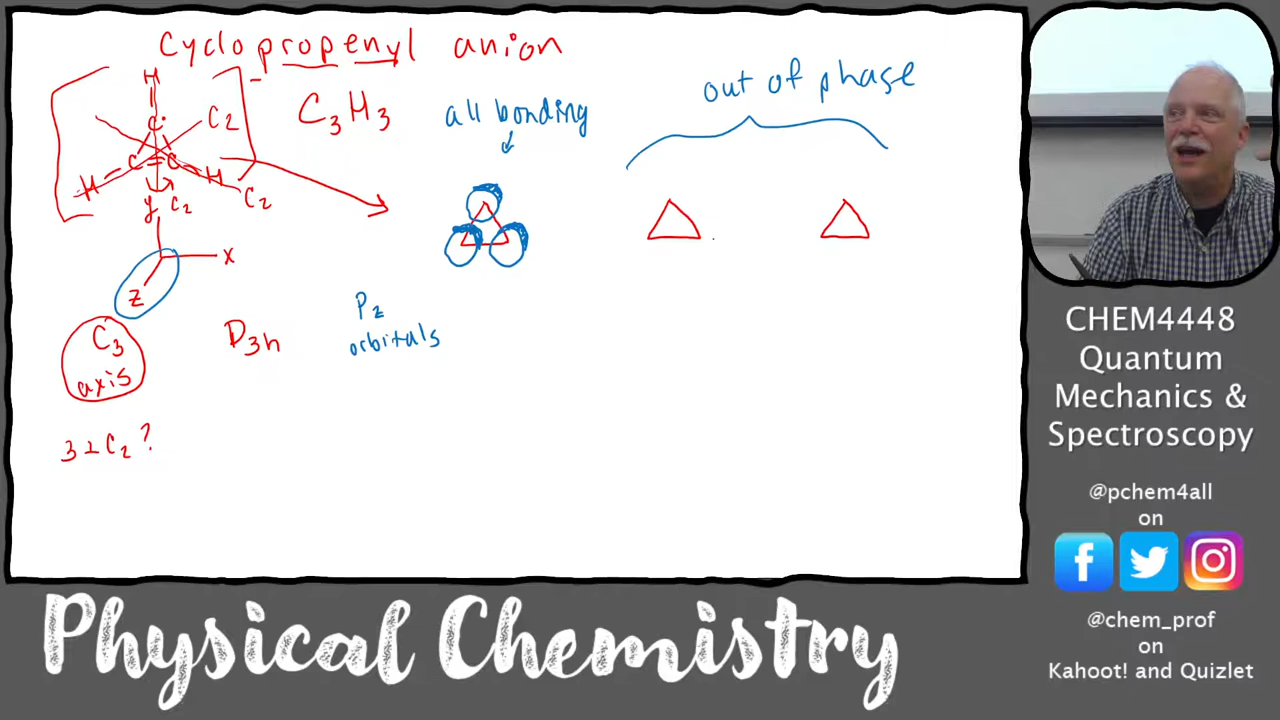 Cyclopropenyl anion
C3H3
-
H
C2
C
C = C
H
H
C2
y
C2
x
z
C3
axis
D3h
3 ⊥ C2 ?
all bonding
out of phase
Pz
orbitals
CHEM4448
Quantum
Mechanics &
Spectroscopy
@pchem4all
on
@chem_prof
on
Kahoot! and Quizlet
Physical Chemistry